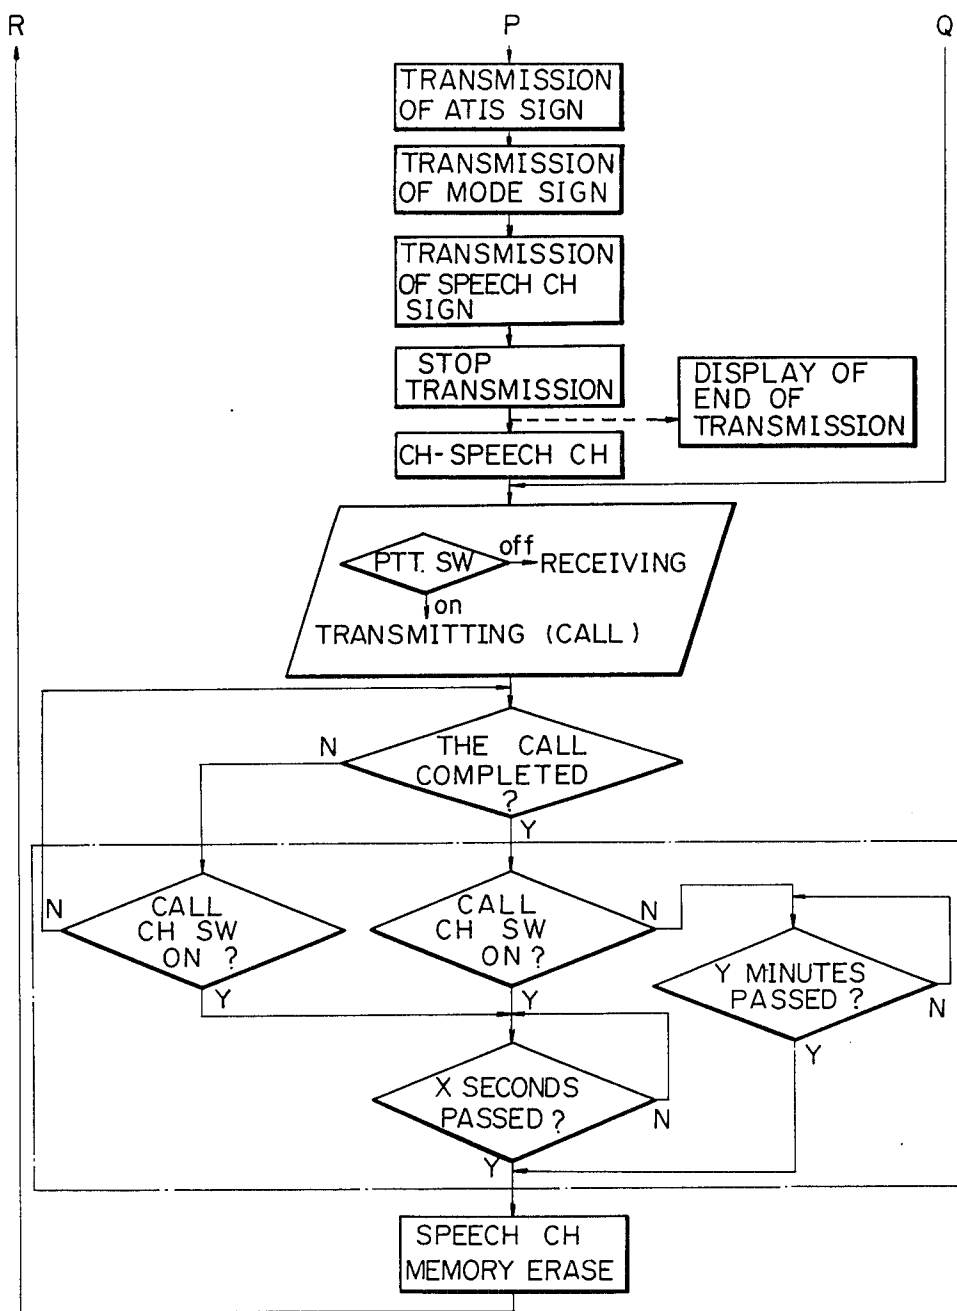 R
P
Q
TRANSMISSION
OF ATIS SIGN
TRANSMISSION
OF MODE SIGN
TRANSMISSION
OF SPEECH CH
SIGN
STOP
TRANSMISSION
DISPLAY OF
END OF
TRANSMISSION
CH-SPEECH CH
PTT. SW
off
RECEIVING
on
TRANSMITTING (CALL)
N
THE CALL
COMPLETED
?
Y
N
CALL
CH SW
ON ?
Y
CALL
CH SW
ON ?
N
Y
Y MINUTES
PASSED ?
N
Y
X SECONDS
PASSED ?
N
Y
SPEECH CH
MEMORY ERASE